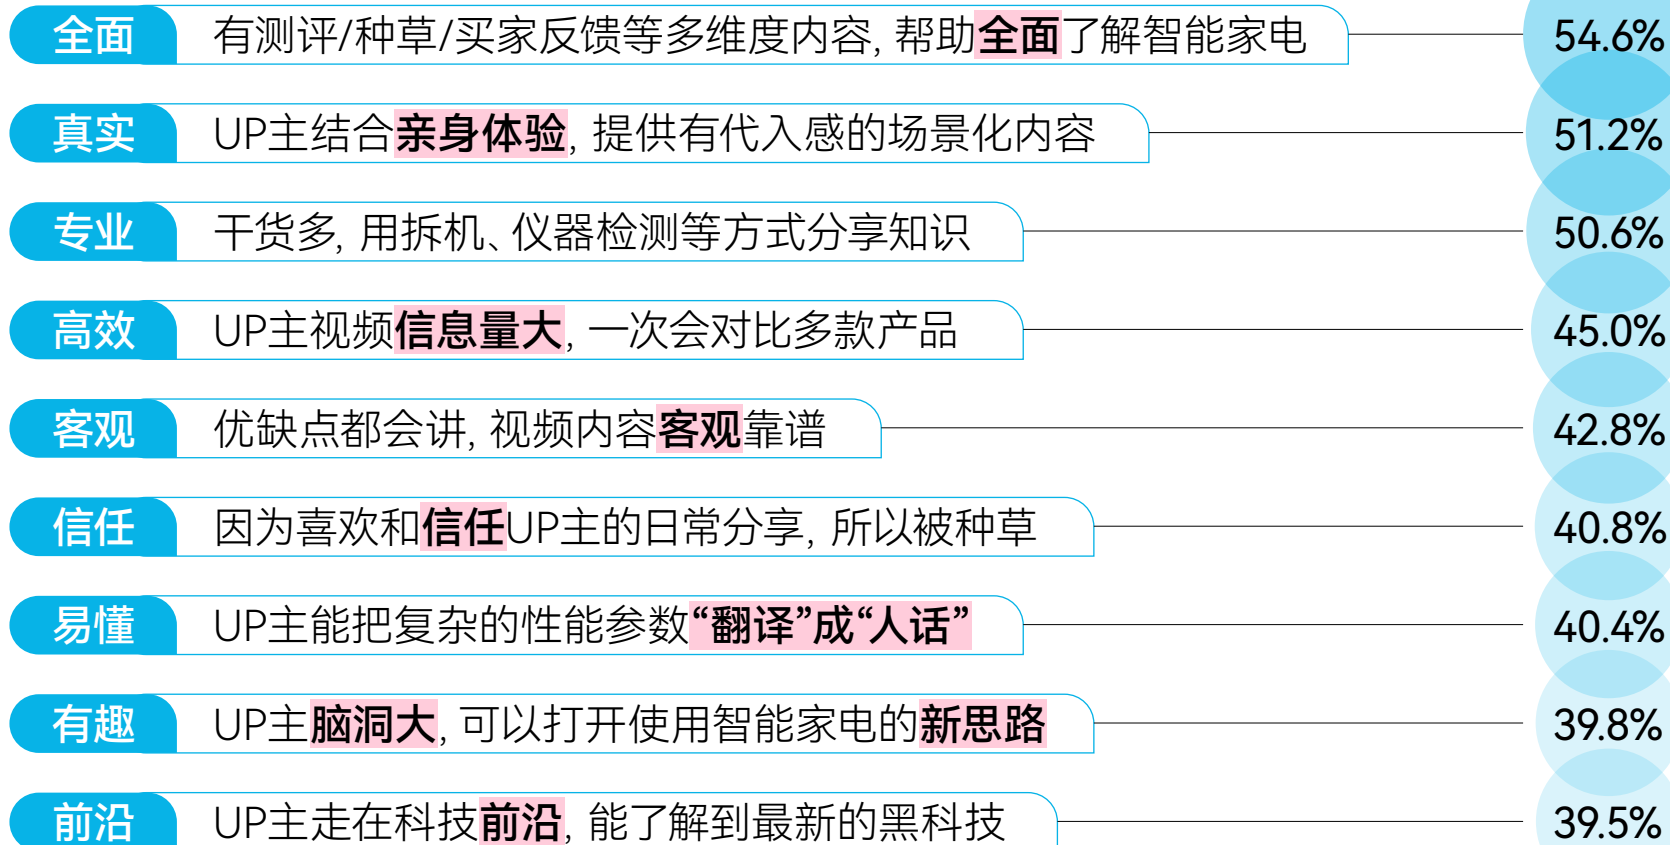 全面 有测评/种草/买家反馈等多维度内容, 帮助全面了解智能家电 54.6%
真实 UP主结合亲身体验, 提供有代入感的场景化内容 51.2%
专业 干货多, 用拆机、仪器检测等方式分享知识 50.6%
高效 UP主视频信息量大, 一次会对比多款产品 45.0%
客观 优缺点都会讲, 视频内容客观靠谱 42.8%
信任 因为喜欢和信任UP主的日常分享, 所以被种草 40.8%
易懂 UP主能把复杂的性能参数“翻译”成“人话” 40.4%
有趣 UP主脑洞大, 可以打开使用智能家电的新思路 39.8%
前沿 UP主走在科技前沿, 能了解到最新的黑科技 39.5%